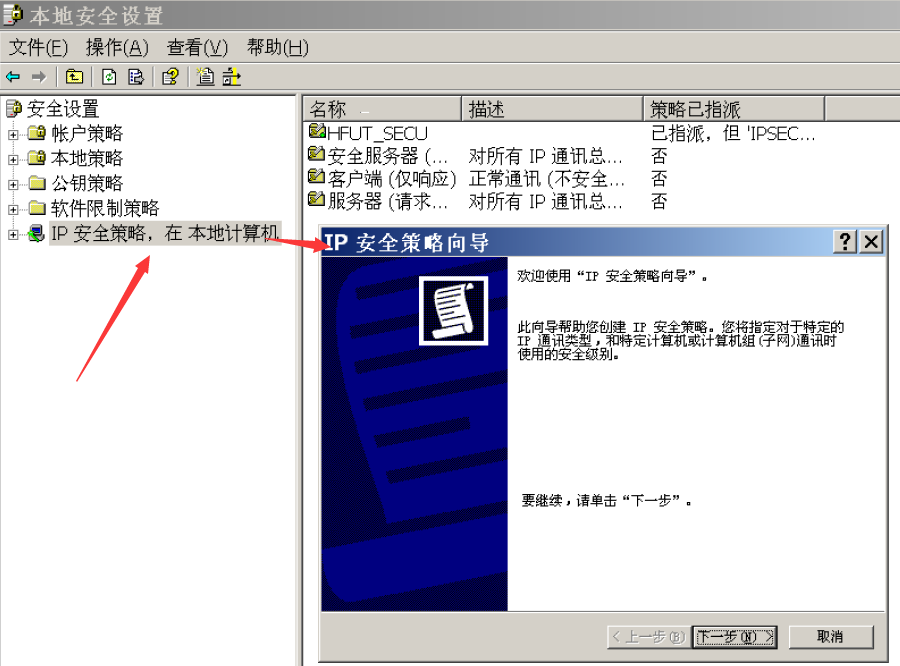 本地安全设置
文件(F) 操作(A) 查看(V) 帮助(H)
安全设置
帐户策略
本地策略
公钥策略
软件限制策略
IP 安全策略，在 本地计算机
名称 描述 策略已指派
HFUT_SECU 已指派，但 'IPSEC...
安全服务器 (... 对所有 IP 通讯总... 否
客户端 (仅响应) 正常通讯 (不安全... 否
服务器 (请求... 对所有 IP 通讯总... 否
IP 安全策略向导
欢迎使用“IP 安全策略向导”。
此向导帮助您创建 IP 安全策略。您将指定对于特定的
IP 通讯类型，和特定计算机或计算机组(子网)通讯时
使用的安全级别。
要继续，请单击“下一步”。
< 上一步(B) 下一步(N) > 取消